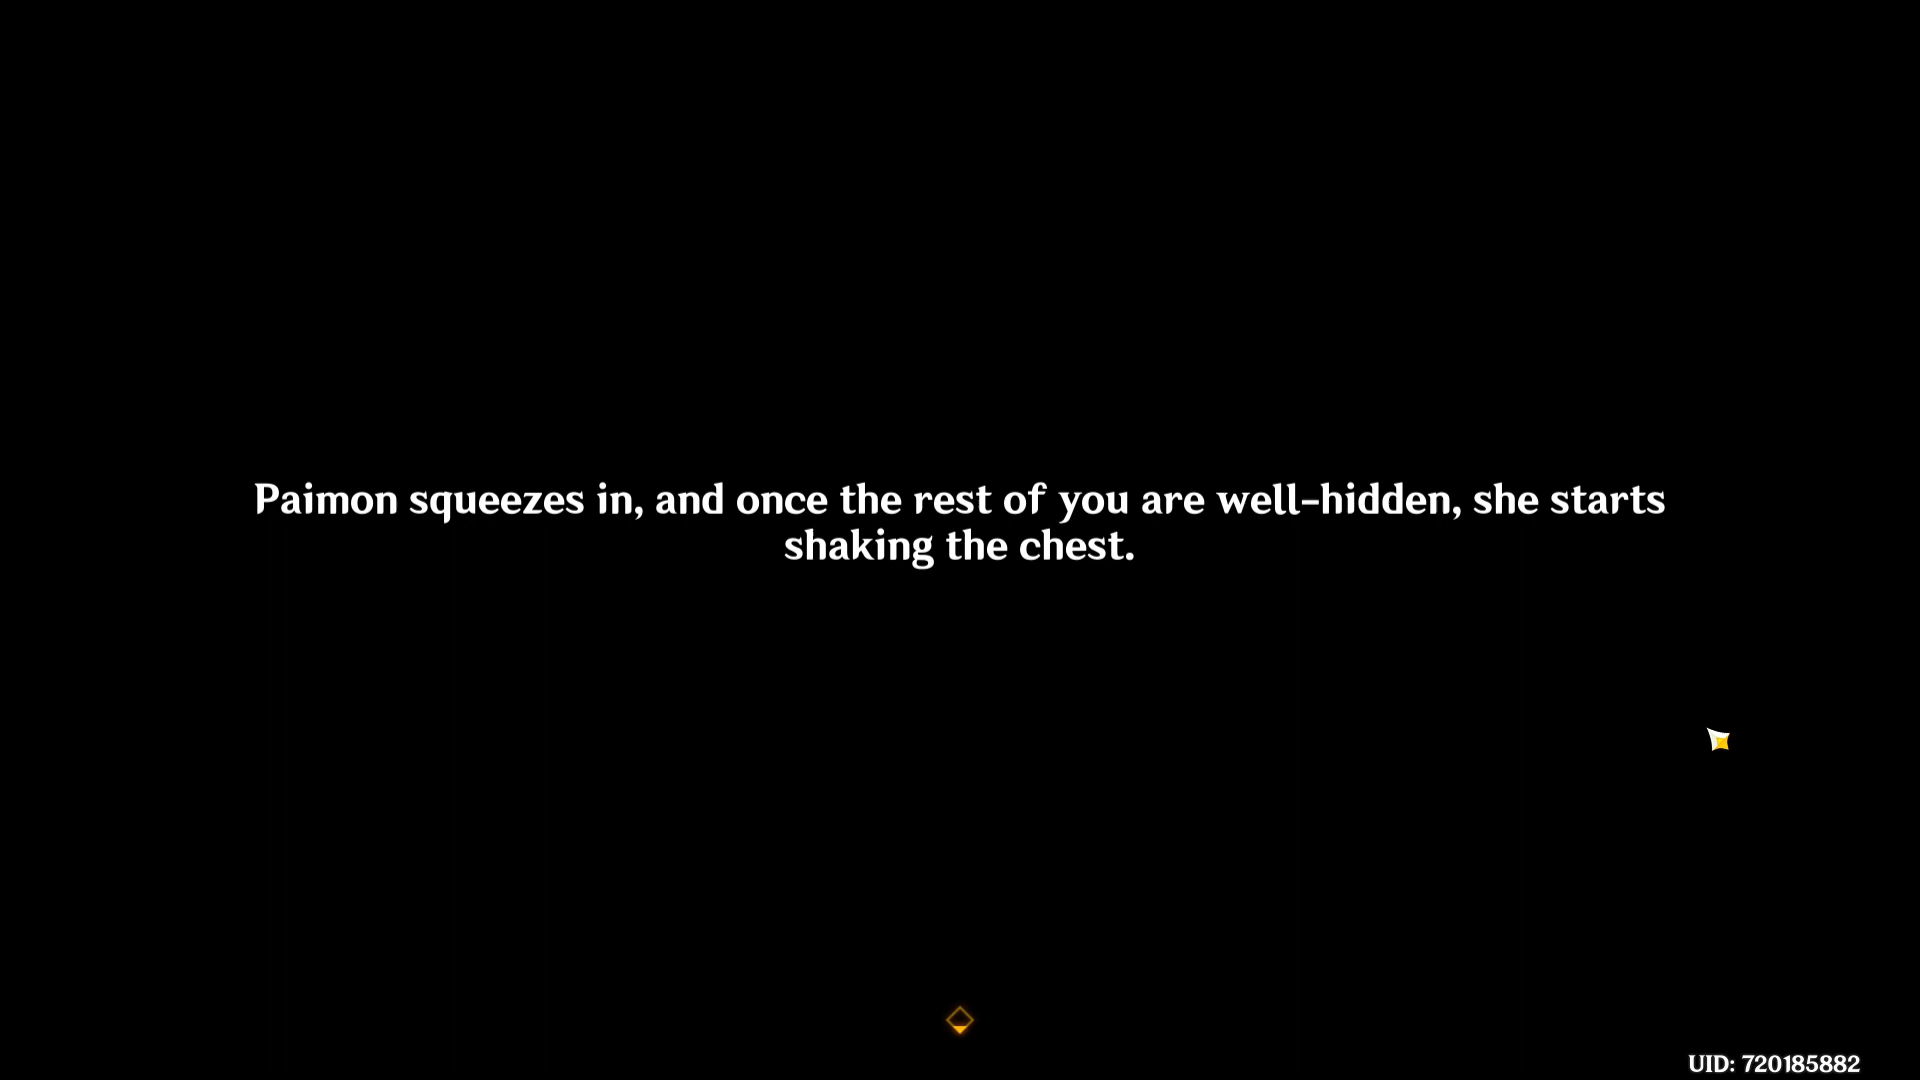 Paimon squeezes in, and once the rest of you are well-hidden, she starts
shaking the chest.
UID: 720185882